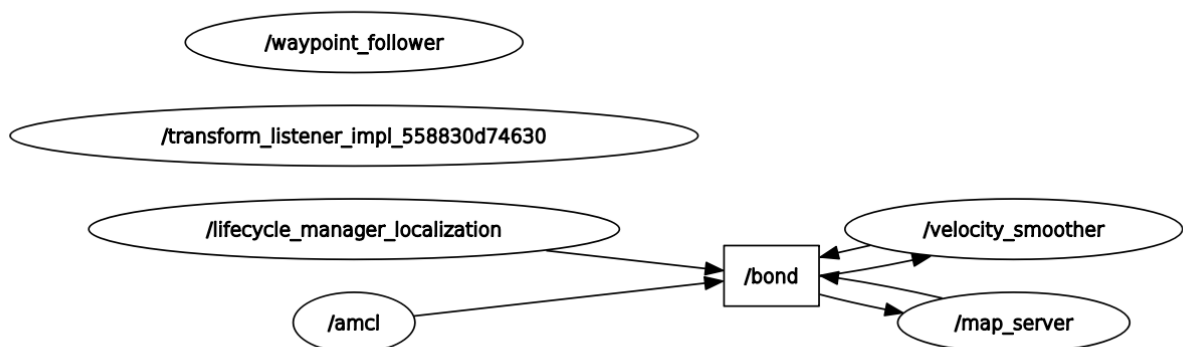 /waypoint_follower
/transform_listener_impl_558830d74630
/lifecycle_manager_localization
/velocity_smoother
/bond
/amcl
/map_server